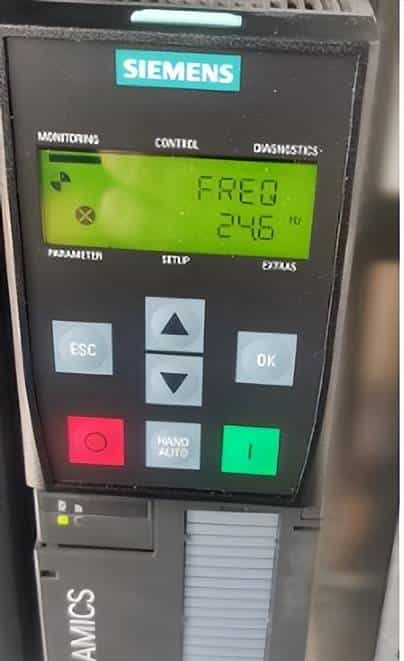 SIEMENS
MONITORING CONTROL DIAGNOSTICS
FREQ
24.6 Hz
PARAMETER SETUP EXTRAS
ESC
OK
HAND
AUTO
I
AMICS